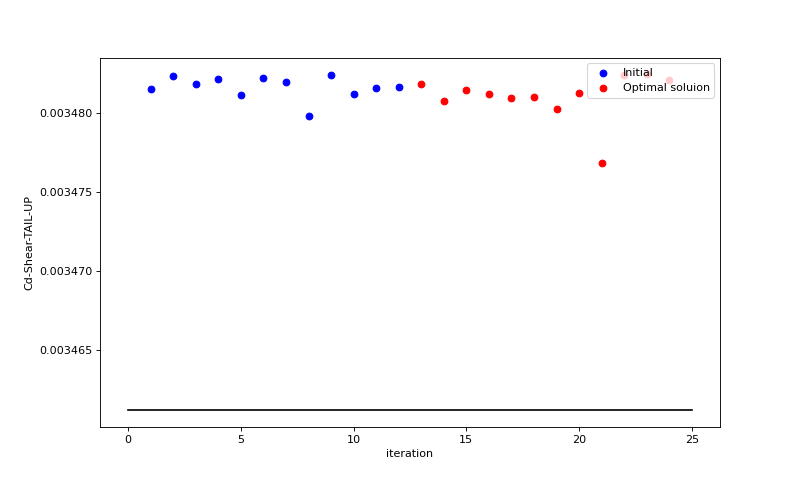 Initial
Optimal soluion
0.003480
0.003475
0.003470
0.003465
Cd-Shear-TAIL-UP
0 5 10 15 20 25
iteration